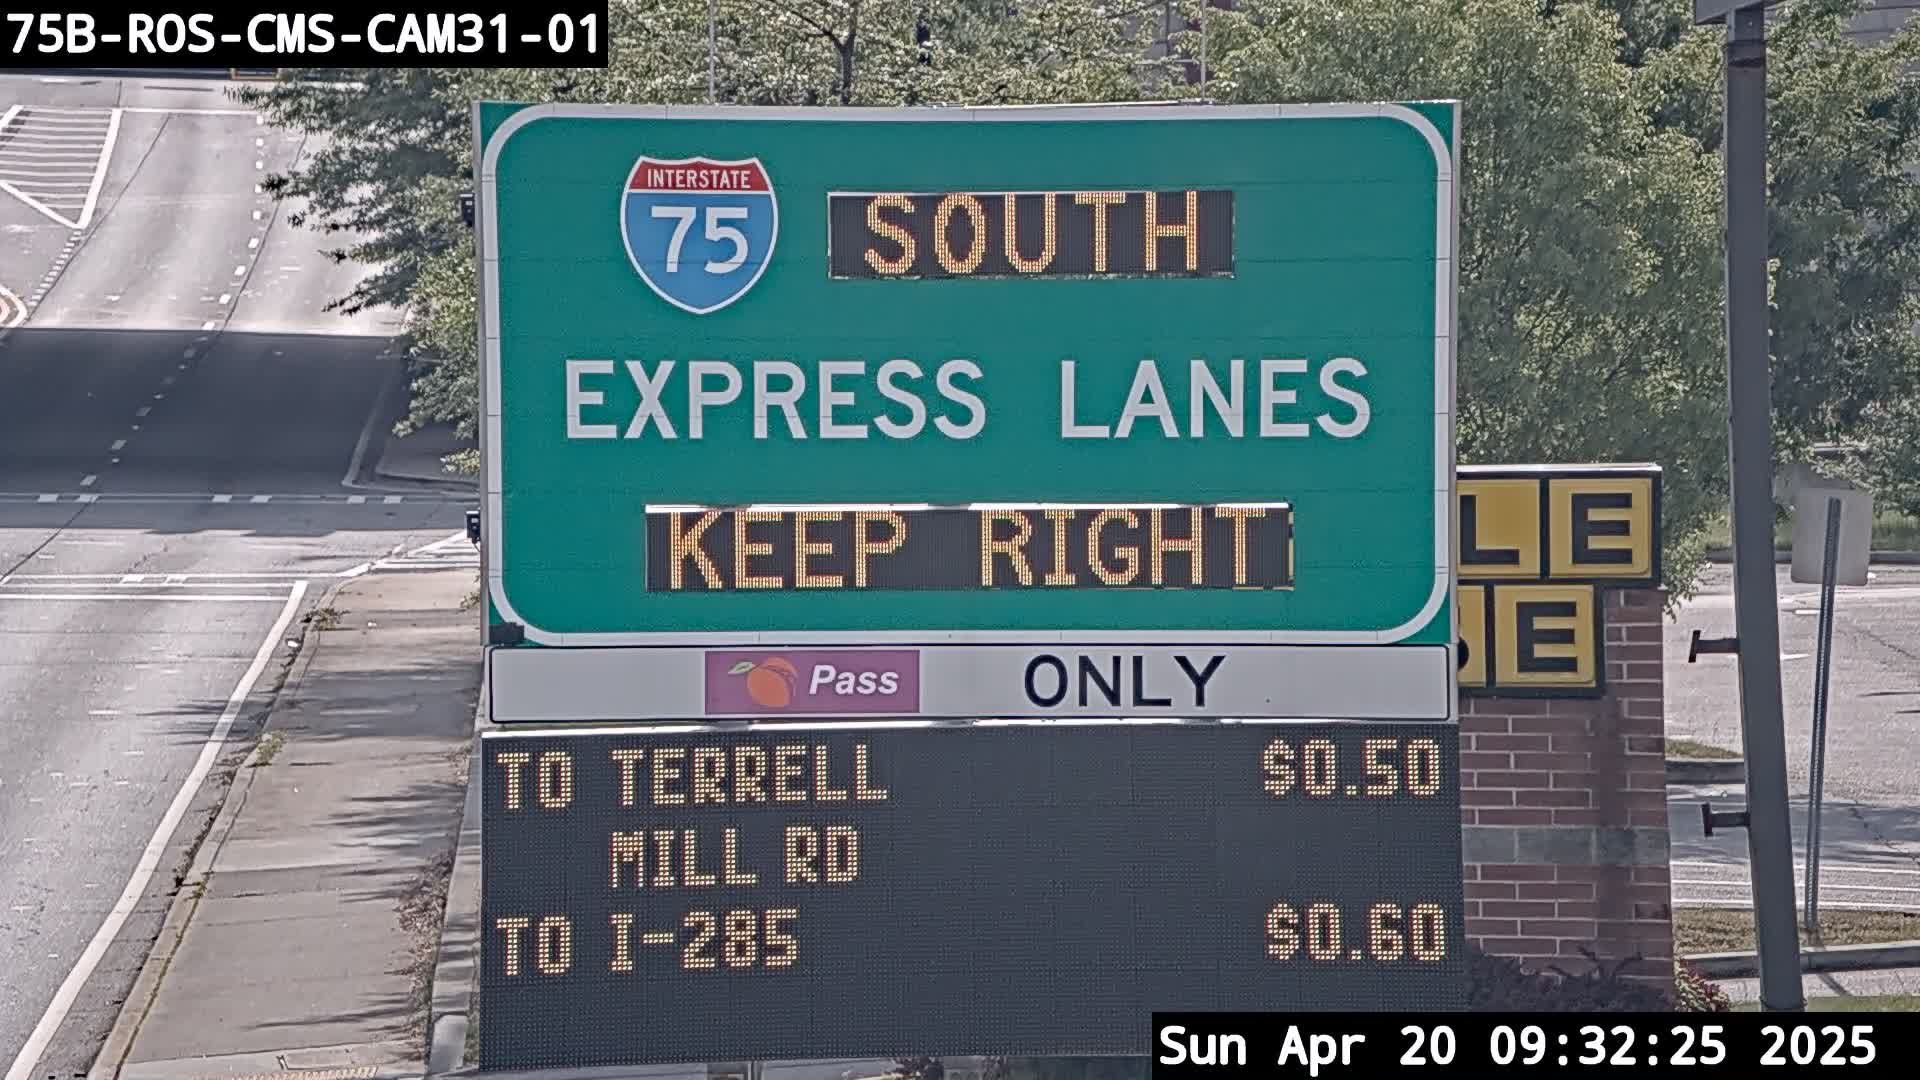 75B-ROS-CMS-CAM31-01
INTERSTATE
75
SOUTH
EXPRESS LANES
KEEP RIGHT
Pass ONLY
TO TERRELL $0.50
MILL RD
TO I-285 $0.60
LE
E
Sun Apr 20 09:32:25 2025